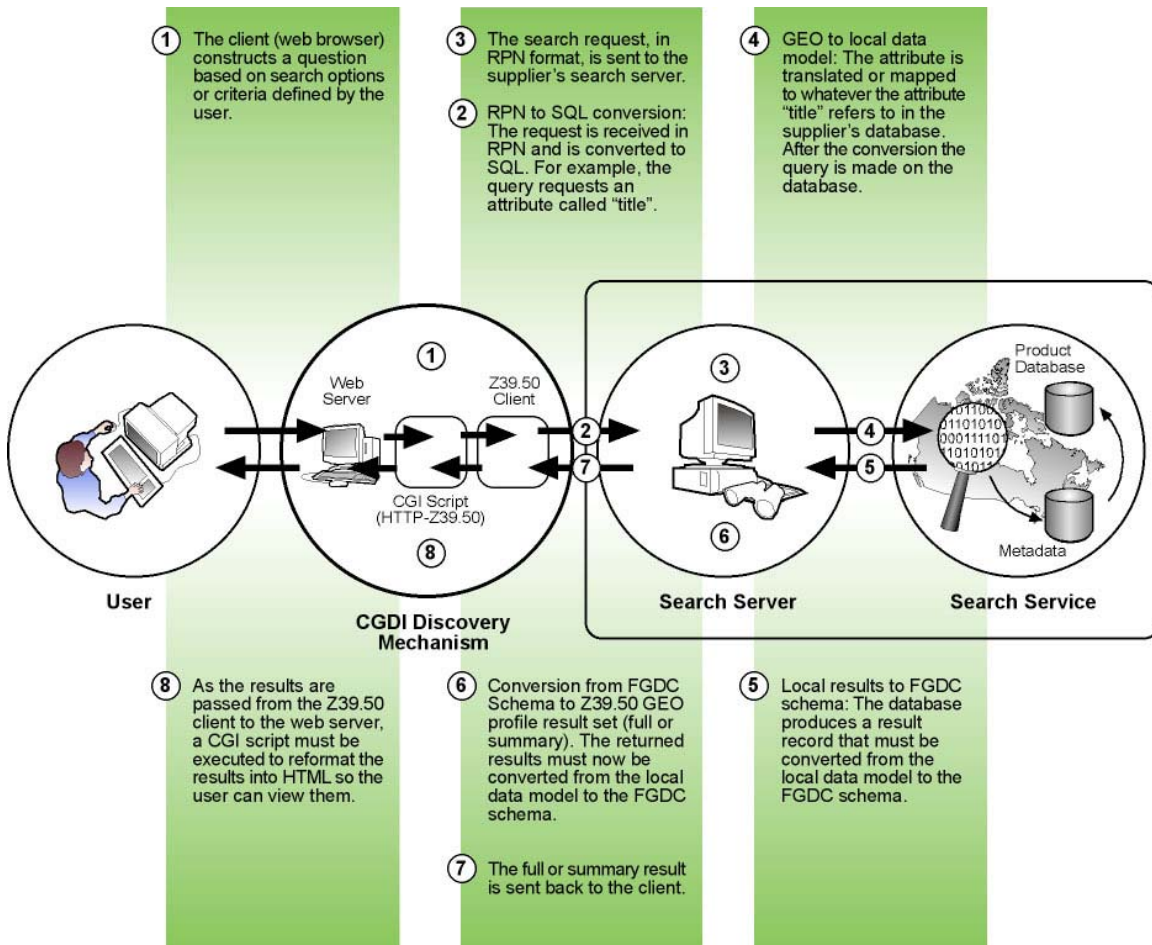 1
The client (web browser)
constructs a question
based on search options
or criteria defined by the
user.
3
The search request, in
RPN format, is sent to the
supplier's search server.
2
RPN to SQL conversion:
The request is received in
RPN and is converted to
SQL. For example, the
query requests an
attribute called “title”.
4
GEO to local data
model: The attribute is
translated or mapped
to whatever the attribute
“title” refers to in the
supplier's database.
After the conversion the
query is made on the
database.
1
Web
Server
Z39.50
Client
CGI Script
(HTTP-Z39.50)
8
2
7
3
6
4
5
Product
Database
Metadata
User
CGDI Discovery
Mechanism
Search Server
Search Service
8
As the results are
passed from the Z39.50
client to the web server,
a CGI script must be
executed to reformat the
results into HTML so the
user can view them.
6
Conversion from FGDC
Schema to Z39.50 GEO
profile result set (full or
summary). The returned
results must now be
converted from the local
data model to the FGDC
schema.
7
The full or summary result
is sent back to the client.
5
Local results to FGDC
schema: The database
produces a result
record that must be
converted from the
local data model to the
FGDC schema.